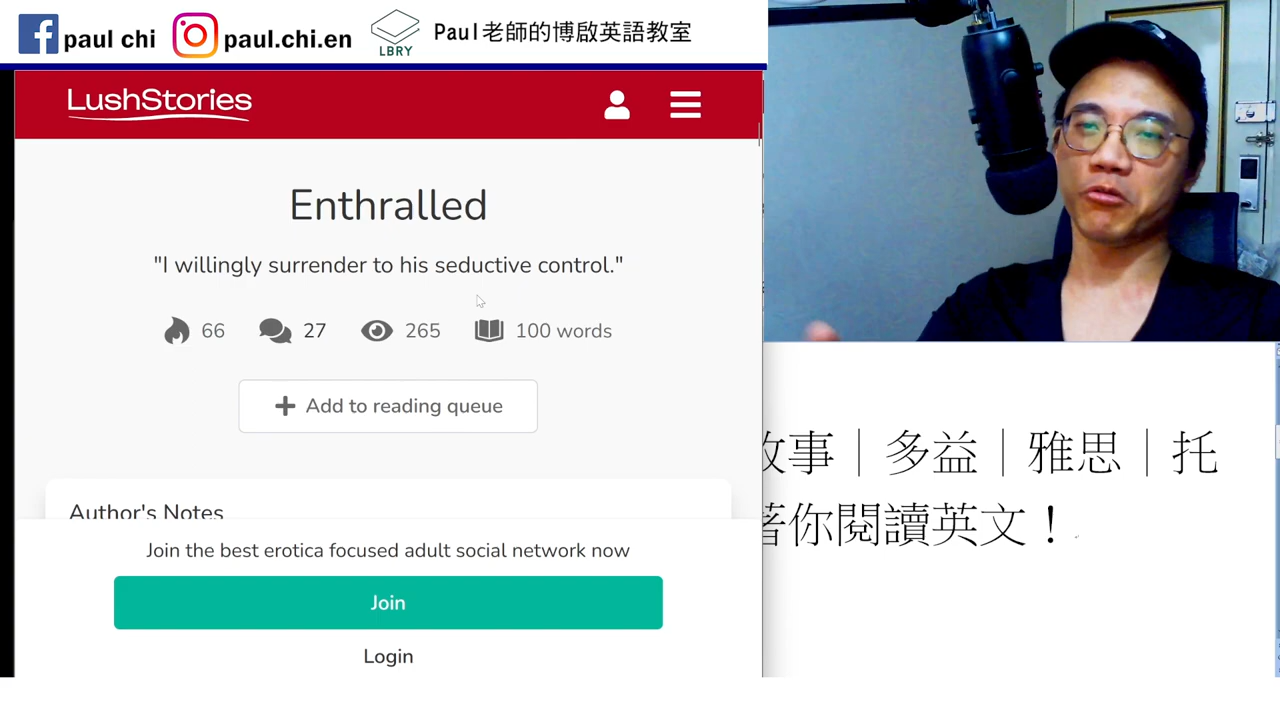 paul chi
paul.chi.en
LBRY
Paul老師的博啟英語教室
LushStories
Enthralled
"I willingly surrender to his seductive control."
66 27 265 100 words
Add to reading queue
Author's Notes
Join the best erotica focused adult social network now
Join
Login
故事｜多益｜雅思｜托
著你閱讀英文！